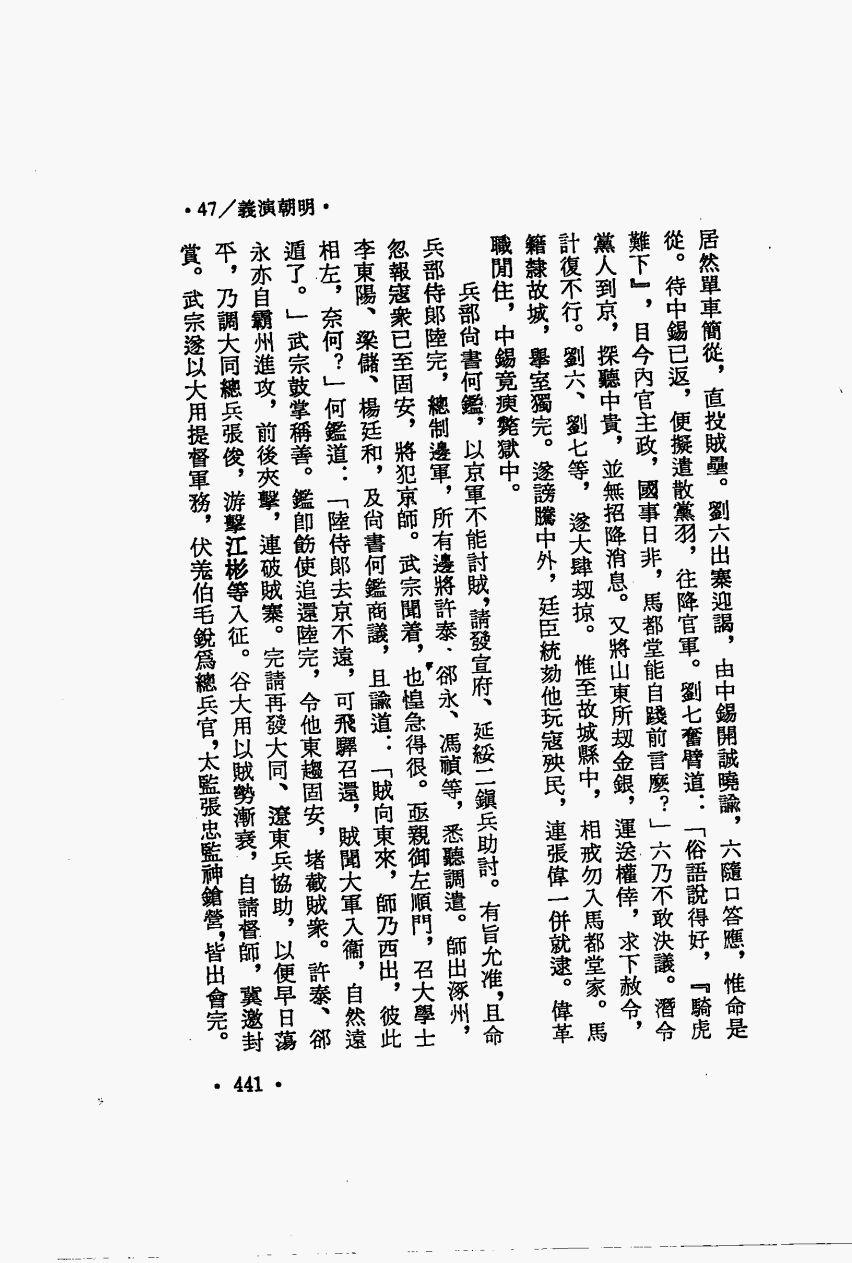 •47／義演朝明•
居然單車簡從，直抆賊壘。劉六出寨迎謁，由中錫開誠曉諭，六隨口答應，惟命是
從。待中錫已返，便擬遣散黨羽，往降官軍。劉七奮臂道：「俗語說得好，『騎虎
難下』，目今內官主政，國事日非，馬都堂能自踐前言麼？」六乃不敢決議。潛令
黨人到京，探聽中貴，並無招降消息。又將山東所刼金銀，運送權倖，求下赦令，
計復不行。劉六、劉七等，遂大肆刼掠。惟至故城縣中，相戒勿入馬都堂家。馬
籍隸故城，舉室獨完。遂謗騰中外，廷臣統劾他玩寇殃民，連張偉一併就逮。偉革
職閒住，中錫竟瘐斃獄中。
兵部尙書何鑑，以京軍不能討賊，請發宣府、延綏二鎭兵助討。有旨允准，且命
兵部侍郞陸完，總制邊軍，所有邊將許泰、郤永、馮禎等，悉聽調遣。師出涿州，
忽報寇衆已至固安，將犯京師。武宗聞着，也惶急得很。亟親御左順門，召大學士
李東陽、梁儲、楊廷和，及尙書何鑑商議，且諭道：「賊向東來，師乃西出，彼此
相左，奈何？」何鑑道：「陸侍郞去京不遠，可飛驛召還，賊聞大軍入衞，自然遠
遁了。」武宗鼓掌稱善。鑑卽飭使追還陸完，令他東趨固安，堵截賊衆。許泰、郤
永亦自霸州進攻，前後夾擊，連破賊寨。完請再發大同、遼東兵協助，以便早日蕩
平，乃調大同總兵張俊，游擊江彬等入征。谷大用以賊勢漸衰，自請督師，冀邀封
賞。武宗遂以大用提督軍務，伏羗伯毛銳爲總兵官，太監張忠監神鎗營，皆出會完。
•441•